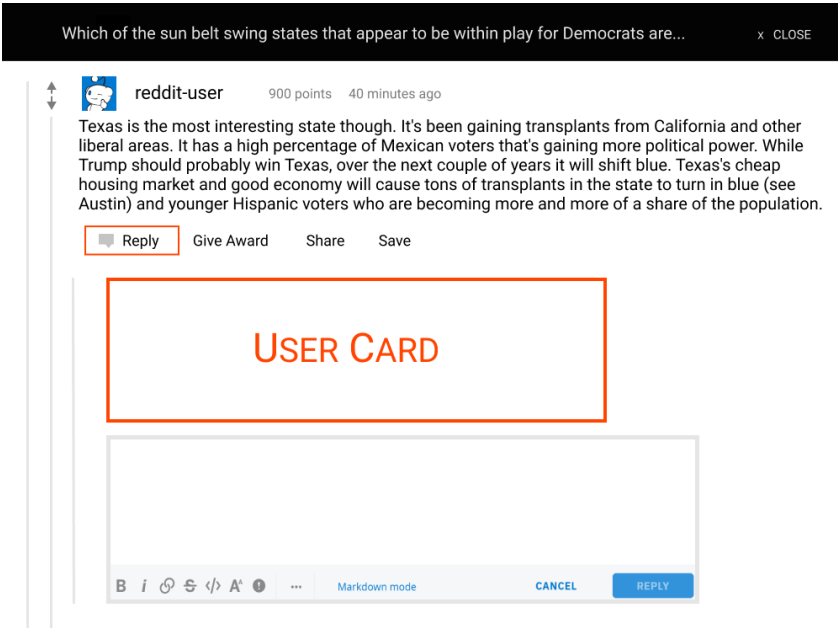 Which of the sun belt swing states that appear to be within play for Democrats are...
x CLOSE
reddit-user 900 points 40 minutes ago
Texas is the most interesting state though. It's been gaining transplants from California and other
liberal areas. It has a high percentage of Mexican voters that's gaining more political power. While
Trump should probably win Texas, over the next couple of years it will shift blue. Texas's cheap
housing market and good economy will cause tons of transplants in the state to turn in blue (see
Austin) and younger Hispanic voters who are becoming more and more of a share of the population.
Reply Give Award Share Save
USER CARD
B i S </> A^ ... Markdown mode CANCEL REPLY